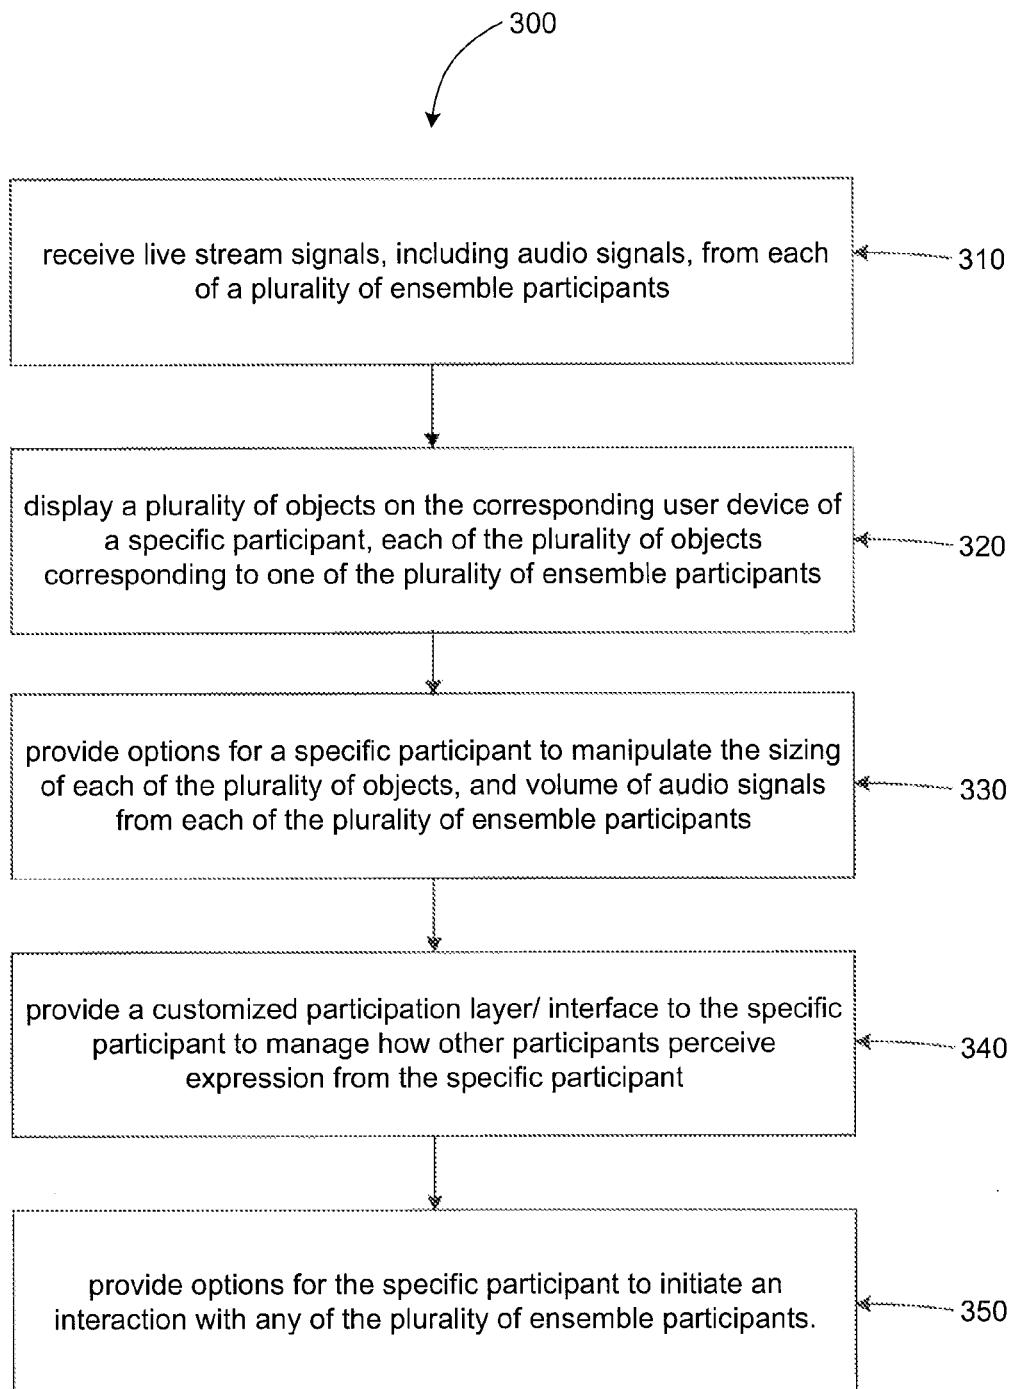 300
receive live stream signals, including audio signals, from each
of a plurality of ensemble participants
310
display a plurality of objects on the corresponding user device of
a specific participant, each of the plurality of objects
corresponding to one of the plurality of ensemble participants
320
provide options for a specific participant to manipulate the sizing
of each of the plurality of objects, and volume of audio signals
from each of the plurality of ensemble participants
330
provide a customized participation layer/ interface to the specific
participant to manage how other participants perceive
expression from the specific participant
340
provide options for the specific participant to initiate an
interaction with any of the plurality of ensemble participants.
350